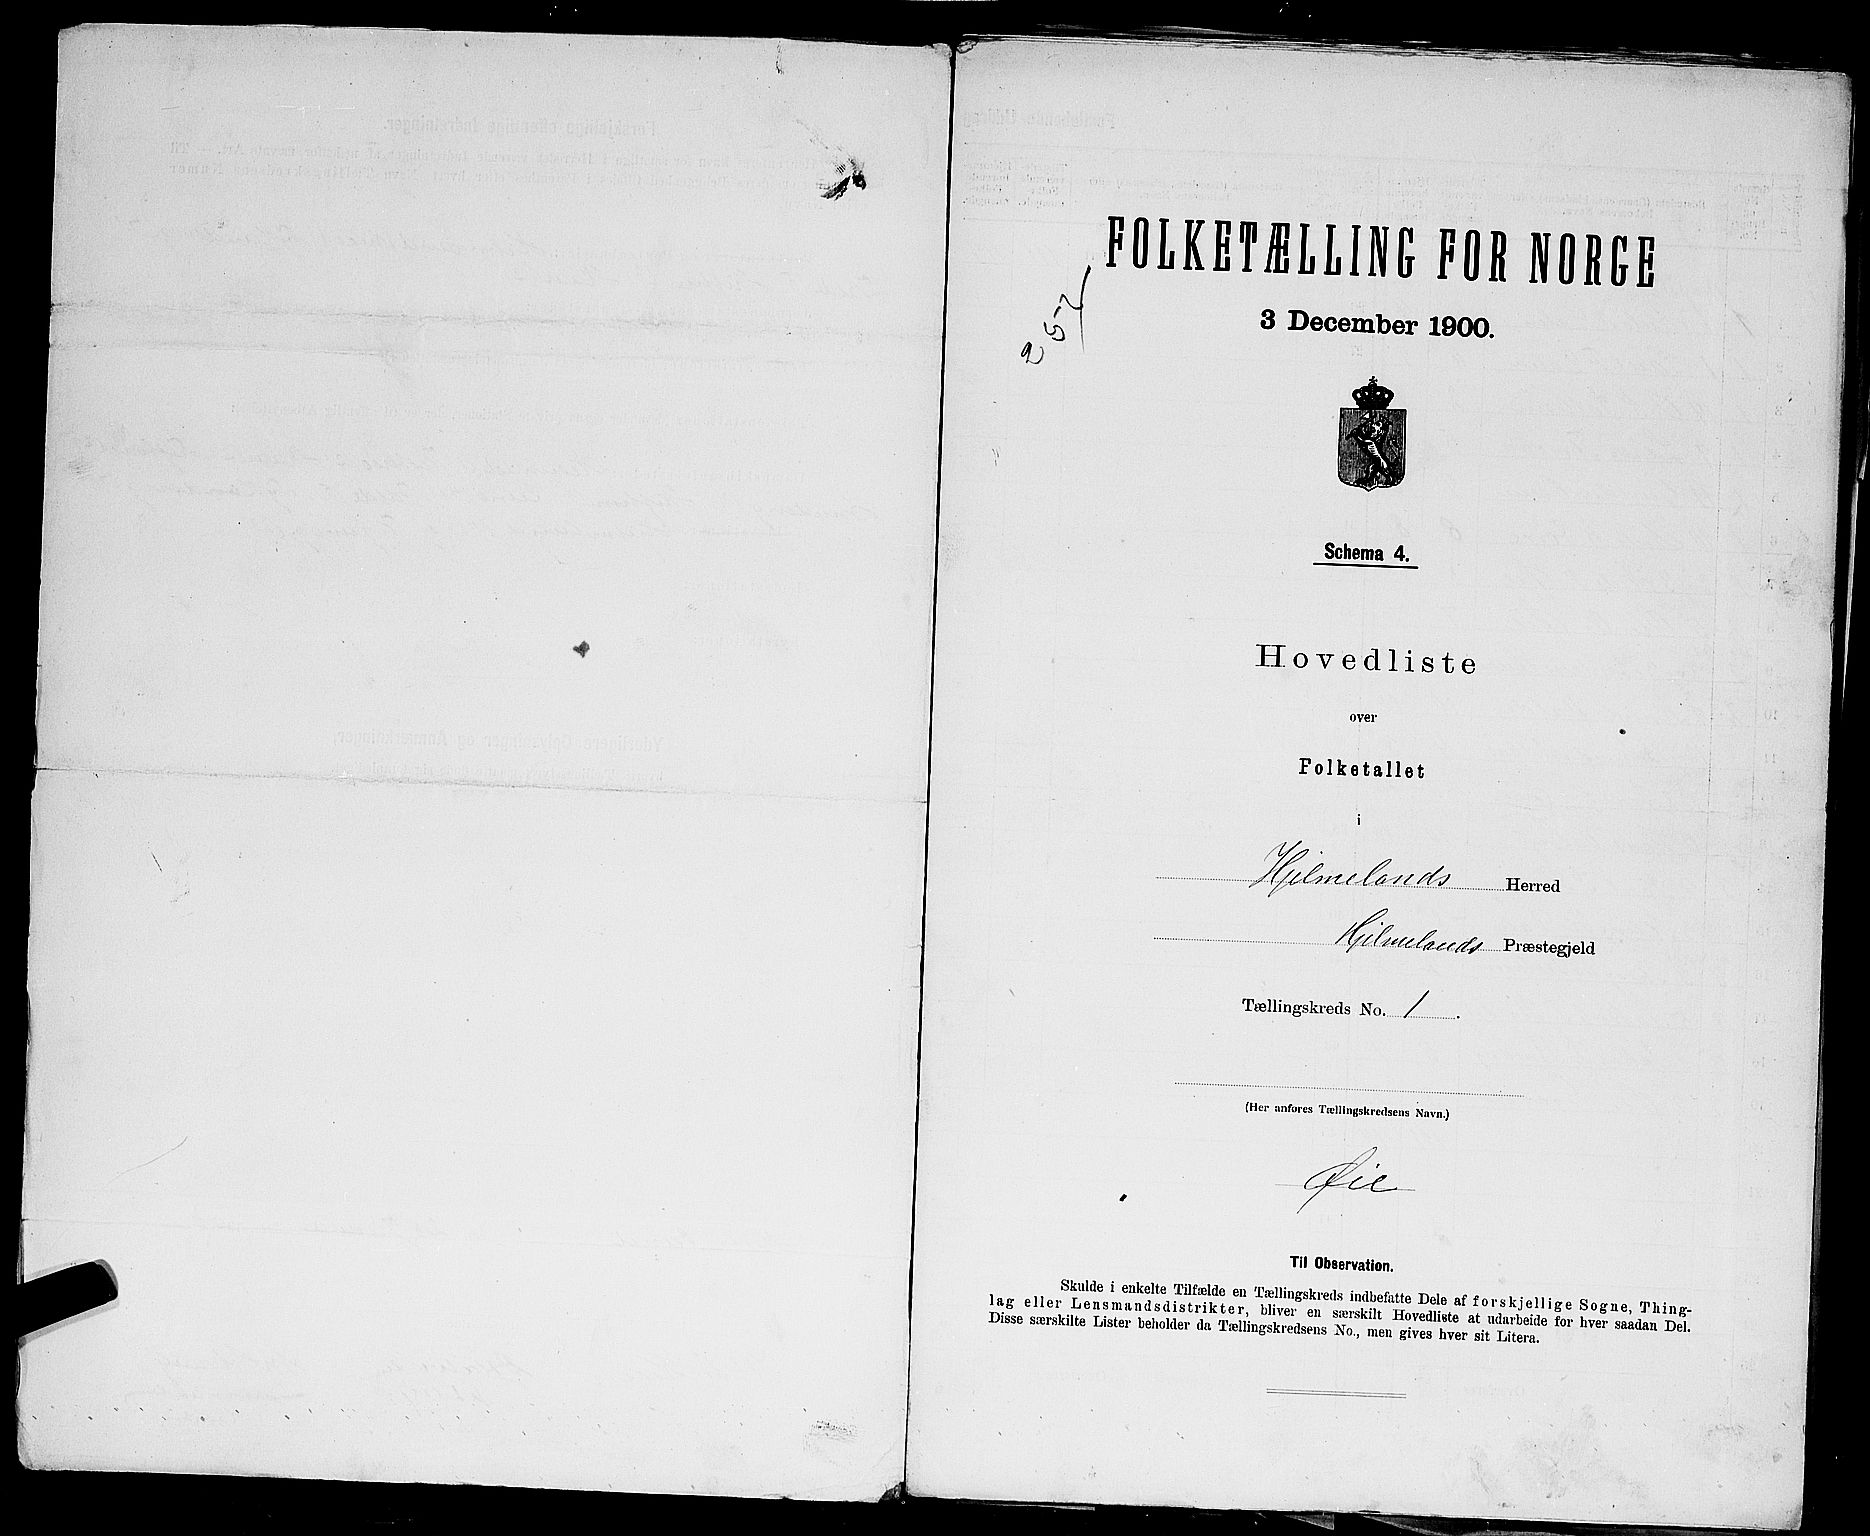 FOLKETÆLLING FOR NORGE
3 December 1900.
257
Schema 4.
Hovedliste
over
Folketallet
i
Hjelmelands Herred
Hjelmelands Præstegjeld
Tællingskreds No. 1.
(Her anføres Tællingskredsens Navn.)
Øie
Til Observation.
Skulde i enkelte Tilfælde en Tællingskreds indbefatte Dele af forskjellige Sogne, Thing-
lag eller Lensmandsdistrikter, bliver en særskilt Hovedliste at udarbeide for hver saadan Del.
Disse særskilte Lister beholder da Tællingskredsens No., men gives hver sit Litera.